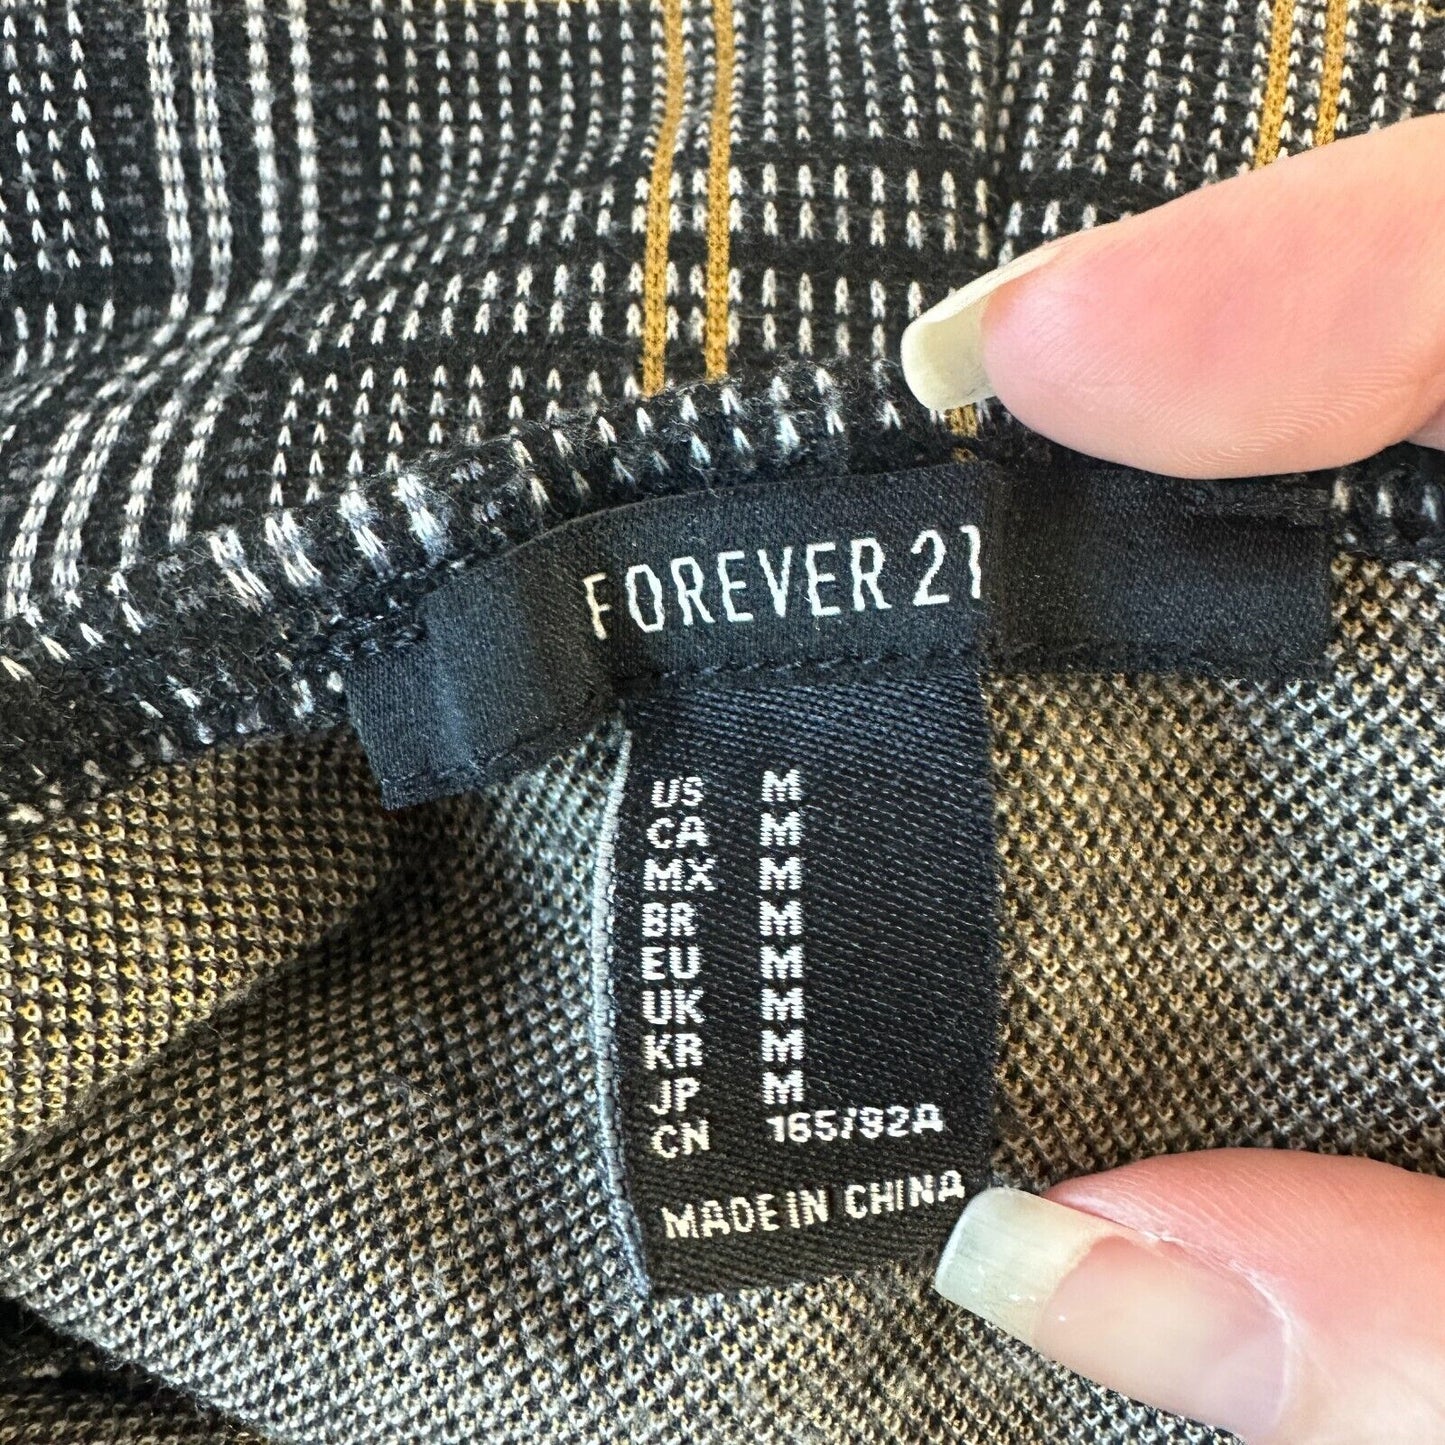 FOREVER 21
US M
CA M
MX M
BR M
EU M
UK M
KR M
JP M
CN 165/92A
MADE IN CHINA